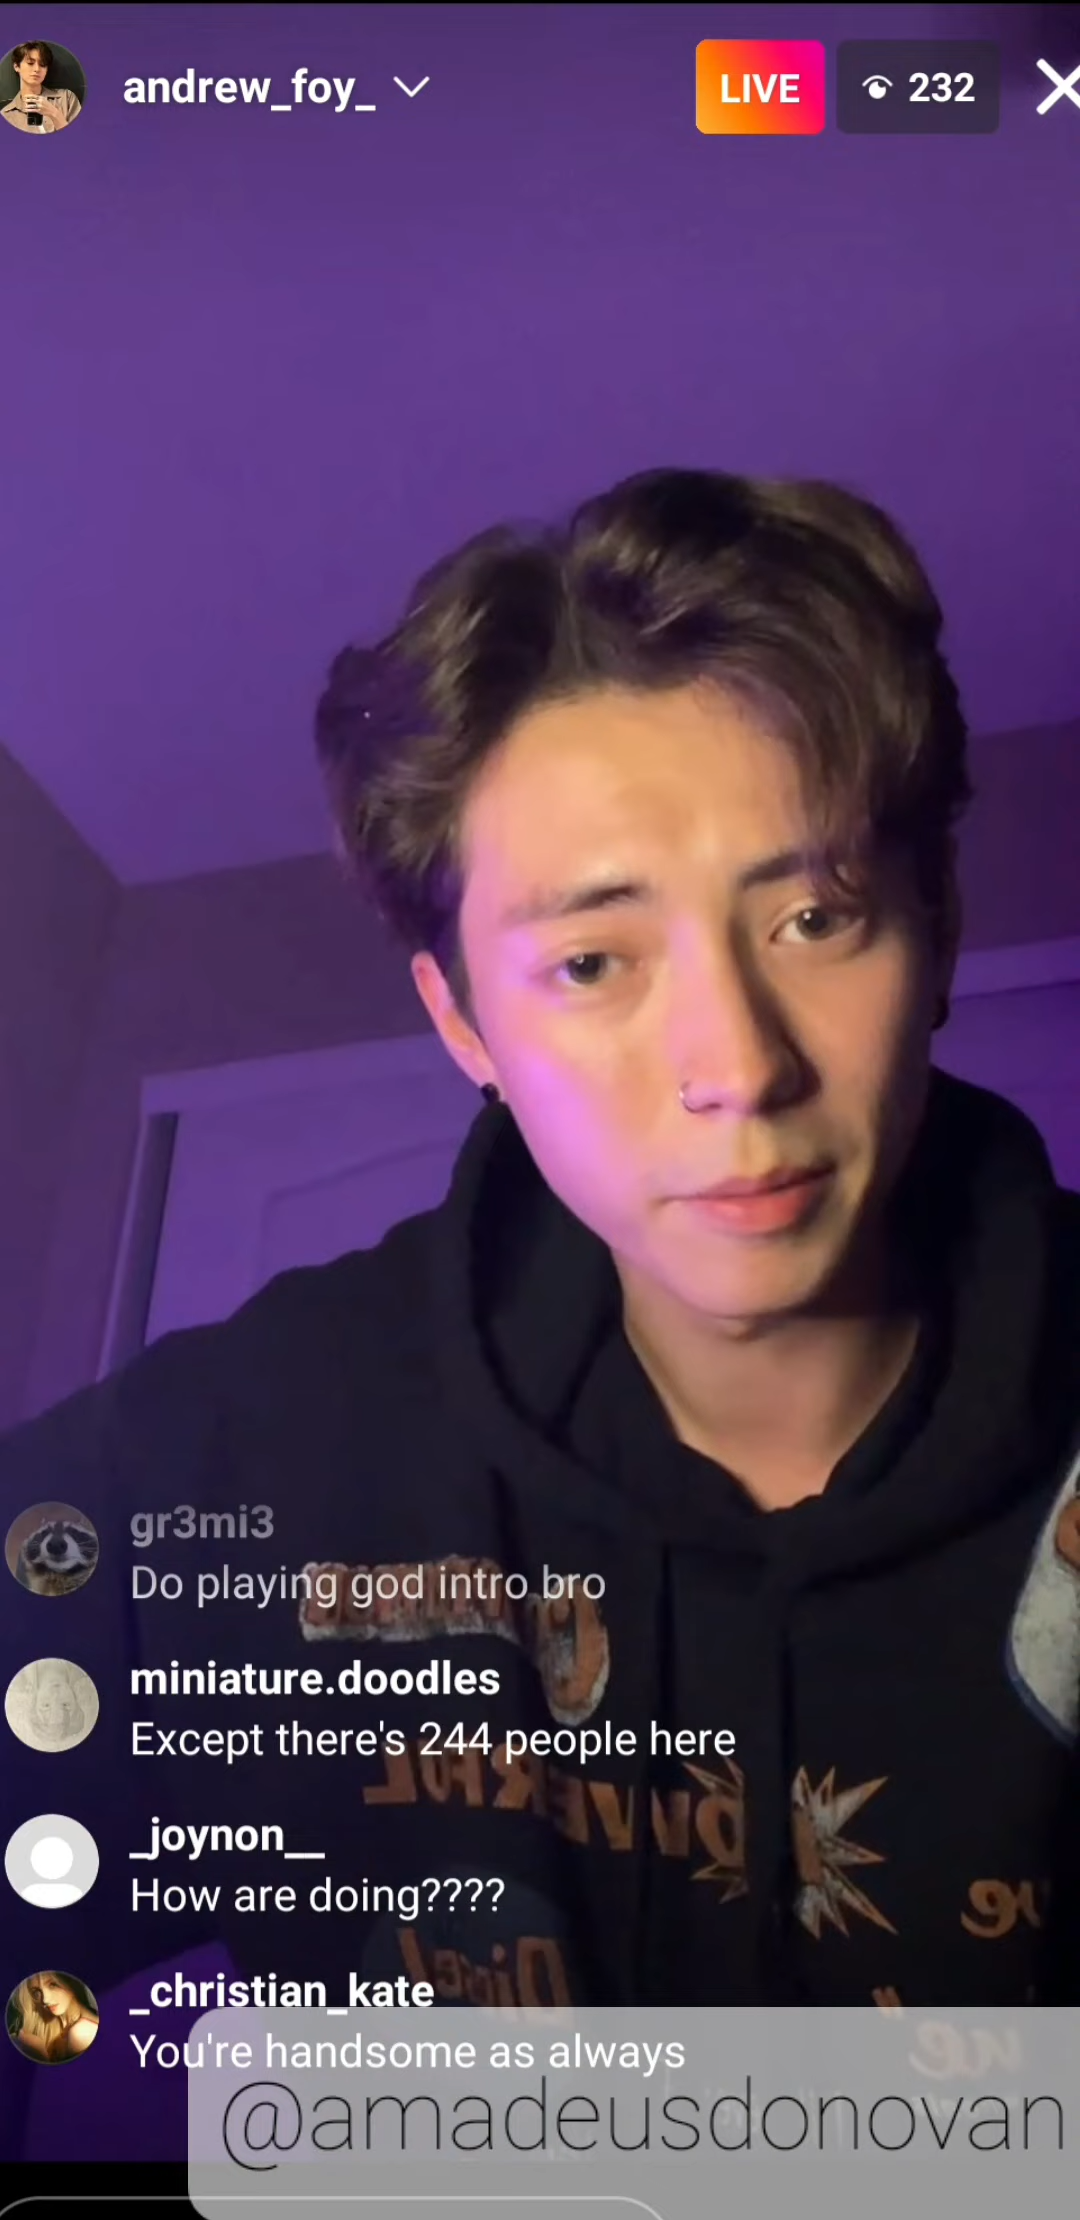 andrew_foy_
LIVE
232
gr3mi3
Do playing god intro bro
miniature.doodles
Except there's 244 people here
_joynon__
How are doing????
_christian_kate
You're handsome as always
@amadeusdonovan